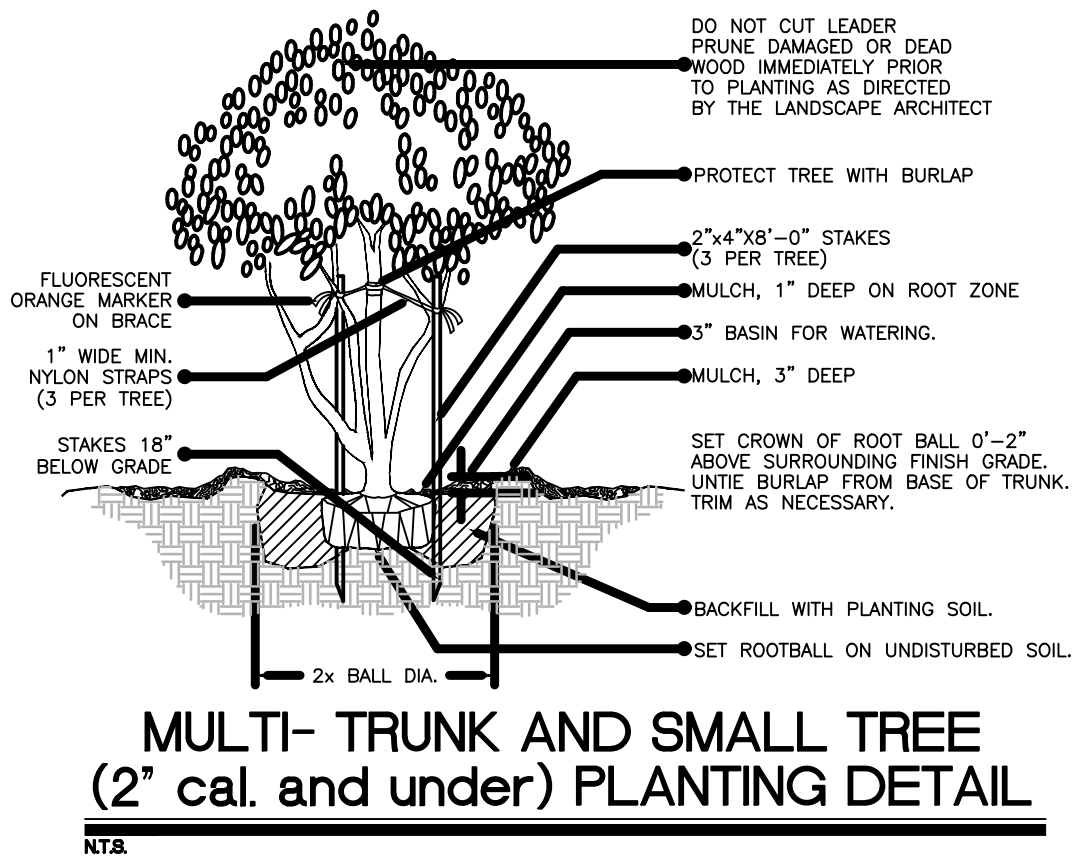 DO NOT CUT LEADER
PRUNE DAMAGED OR DEAD
WOOD IMMEDIATELY PRIOR
TO PLANTING AS DIRECTED
BY THE LANDSCAPE ARCHITECT
PROTECT TREE WITH BURLAP
2"x4"X8'-0" STAKES
(3 PER TREE)
MULCH, 1" DEEP ON ROOT ZONE
3" BASIN FOR WATERING.
MULCH, 3" DEEP
SET CROWN OF ROOT BALL 0'-2"
ABOVE SURROUNDING FINISH GRADE.
UNTIE BURLAP FROM BASE OF TRUNK.
TRIM AS NECESSARY.
BACKFILL WITH PLANTING SOIL.
SET ROOTBALL ON UNDISTURBED SOIL.
FLUORESCENT
ORANGE MARKER
ON BRACE
1" WIDE MIN.
NYLON STRAPS
(3 PER TREE)
STAKES 18"
BELOW GRADE
2x BALL DIA.
MULTI- TRUNK AND SMALL TREE
(2" cal. and under) PLANTING DETAIL
N.T.S.